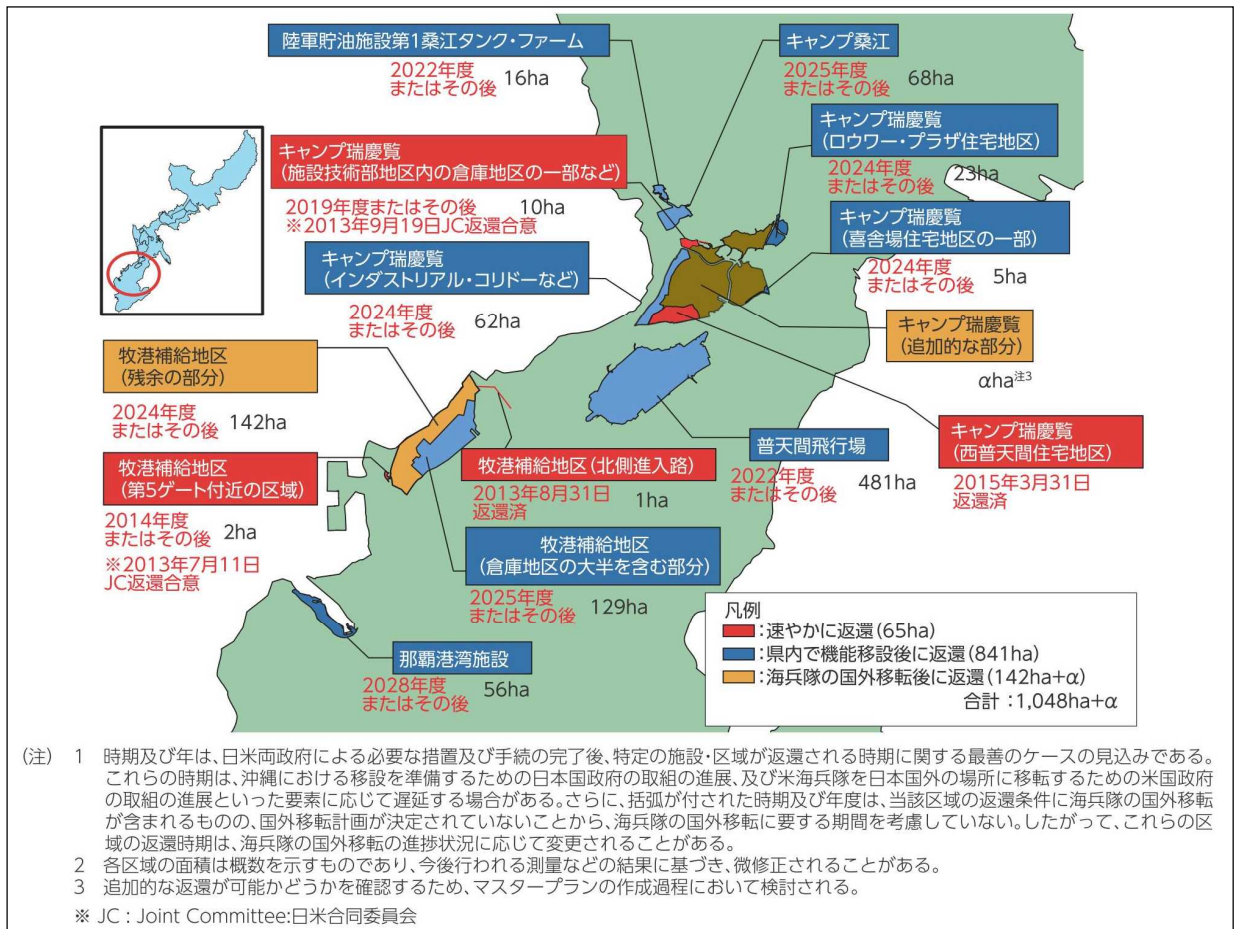 陸軍貯油施設第1桑江タンク・ファーム
2022年度
またはその後
16ha
キャンプ桑江
2025年度
またはその後
68ha
キャンプ瑞慶覧
(ロウワー・プラザ住宅地区)
2024年度
またはその後
23ha
キャンプ瑞慶覧
(施設技術部地区内の倉庫地区の一部など)
2019年度またはその後
10ha
※2013年9月19日JC返還合意
キャンプ瑞慶覧
(喜舎場住宅地区の一部)
2024年度
またはその後
5ha
キャンプ瑞慶覧
(インダストリアル・コリドーなど)
2024年度
またはその後
62ha
キャンプ瑞慶覧
(追加的な部分)
αha注3
牧港補給地区
(残余の部分)
2024年度
またはその後
142ha
キャンプ瑞慶覧
(西普天間住宅地区)
2015年3月31日
返還済
普天間飛行場
2022年度
またはその後
481ha
牧港補給地区(北側進入路)
2013年8月31日
返還済
1ha
牧港補給地区
(第5ゲート付近の区域)
2014年度
またはその後
2ha
※2013年7月11日
JC返還合意
牧港補給地区
(倉庫地区の大半を含む部分)
2025年度
またはその後
129ha
那覇港湾施設
2028年度
またはその後
56ha
凡例
:速やかに返還(65ha)
:県内で機能移設後に返還(841ha)
:海兵隊の国外移転後に返還(142ha+α)
合計:1,048ha+α
(注) 1 時期及び年は、日米両政府による必要な措置及び手続の完了後、特定の施設・区域が返還される時期に関する最善のケースの見込みである。
これらの時期は、沖縄における移設を準備するための日本国政府の取組の進展、及び米海兵隊を日本国外の場所に移転するための米国政府
の取組の進展といった要素に応じて遅延する場合がある。さらに、括弧が付された時期及び年度は、当該区域の返還条件に海兵隊の国外移転
が含まれるものの、国外移転計画が決定されていないことから、海兵隊の国外移転に要する期間を考慮していない。したがって、これらの区
域の返還時期は、海兵隊の国外移転の進捗状況に応じて変更されることがある。
2 各区域の面積は概数を示すものであり、今後行われる測量などの結果に基づき、微修正されることがある。
3 追加的な返還が可能かどうかを確認するため、マスタープランの作成過程において検討される。
※ JC : Joint Committee:日米合同委員会